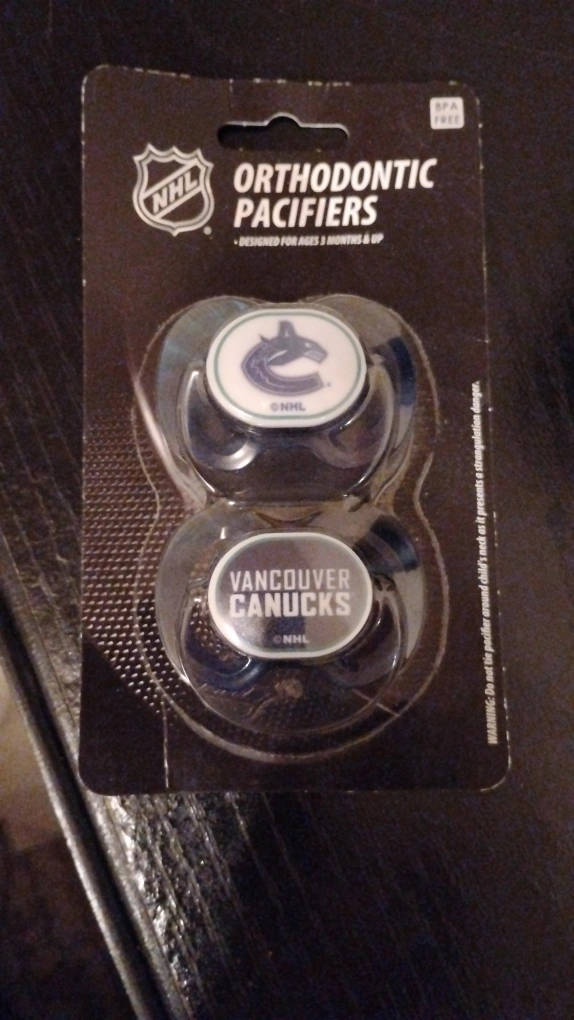 BPA
FREE
NHL
ORTHODONTIC
PACIFIERS
• DESIGNED FOR AGES 3 MONTHS & UP
©NHL
VANCOUVER
CANUCKS
©NHL
WARNING: Do not tie pacifier around child's neck as it presents a strangulation danger.